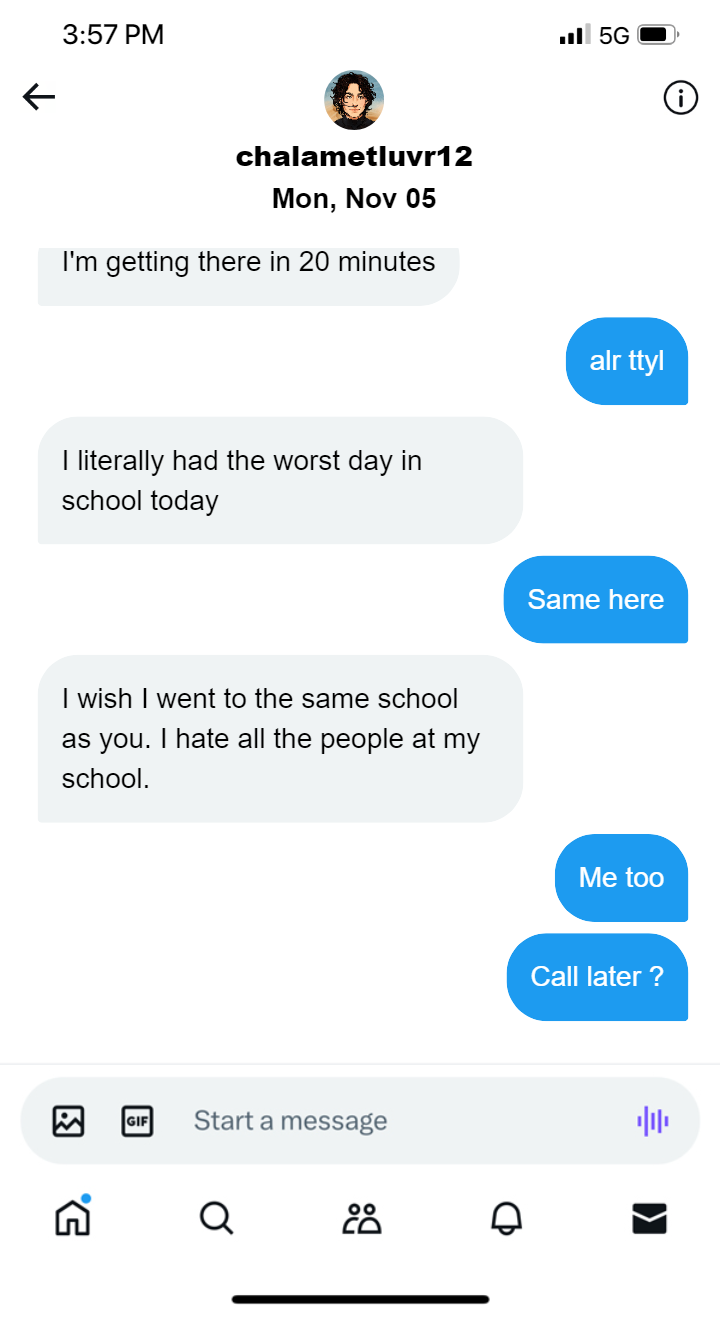 3:57 PM
5G
chalametluvr12
Mon, Nov 05
I'm getting there in 20 minutes
alr ttyl
I literally had the worst day in
school today
Same here
I wish I went to the same school
as you. I hate all the people at my
school.
Me too
Call later ?
GIF
Start a message